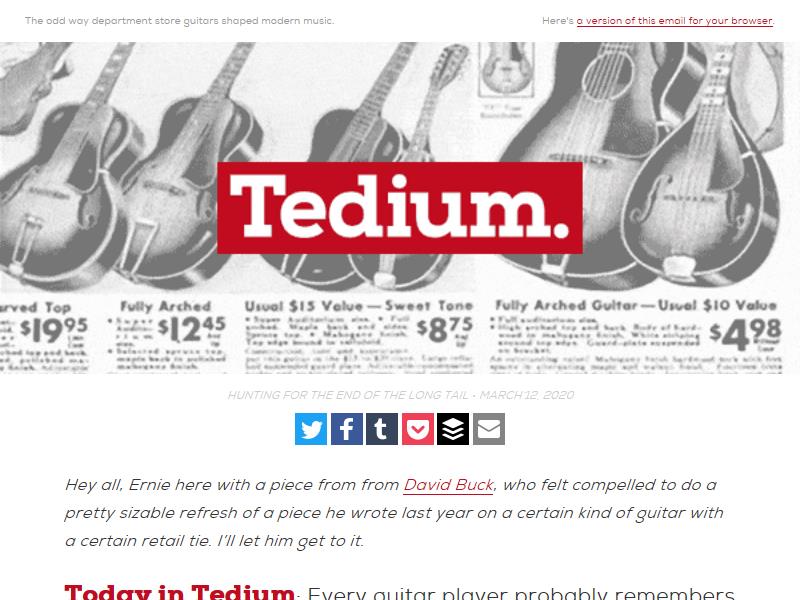 The odd way department store guitars shaped modern music.
Here's a version of this email for your browser.
Tedium.
rved Top
$19.95
Fully Arched
$12.45
Usual $15 Value—Sweet Tone
$8.75
Fully Arched Guitar—Usual $10 Value
$4.98
HUNTING FOR THE END OF THE LONG TAIL • MARCH 12, 2020
Hey all, Ernie here with a piece from from David Buck, who felt compelled to do a
pretty sizable refresh of a piece he wrote last year on a certain kind of guitar with
a certain retail tie. I'll let him get to it.
Today in Tedium: Every guitar player probably remembers